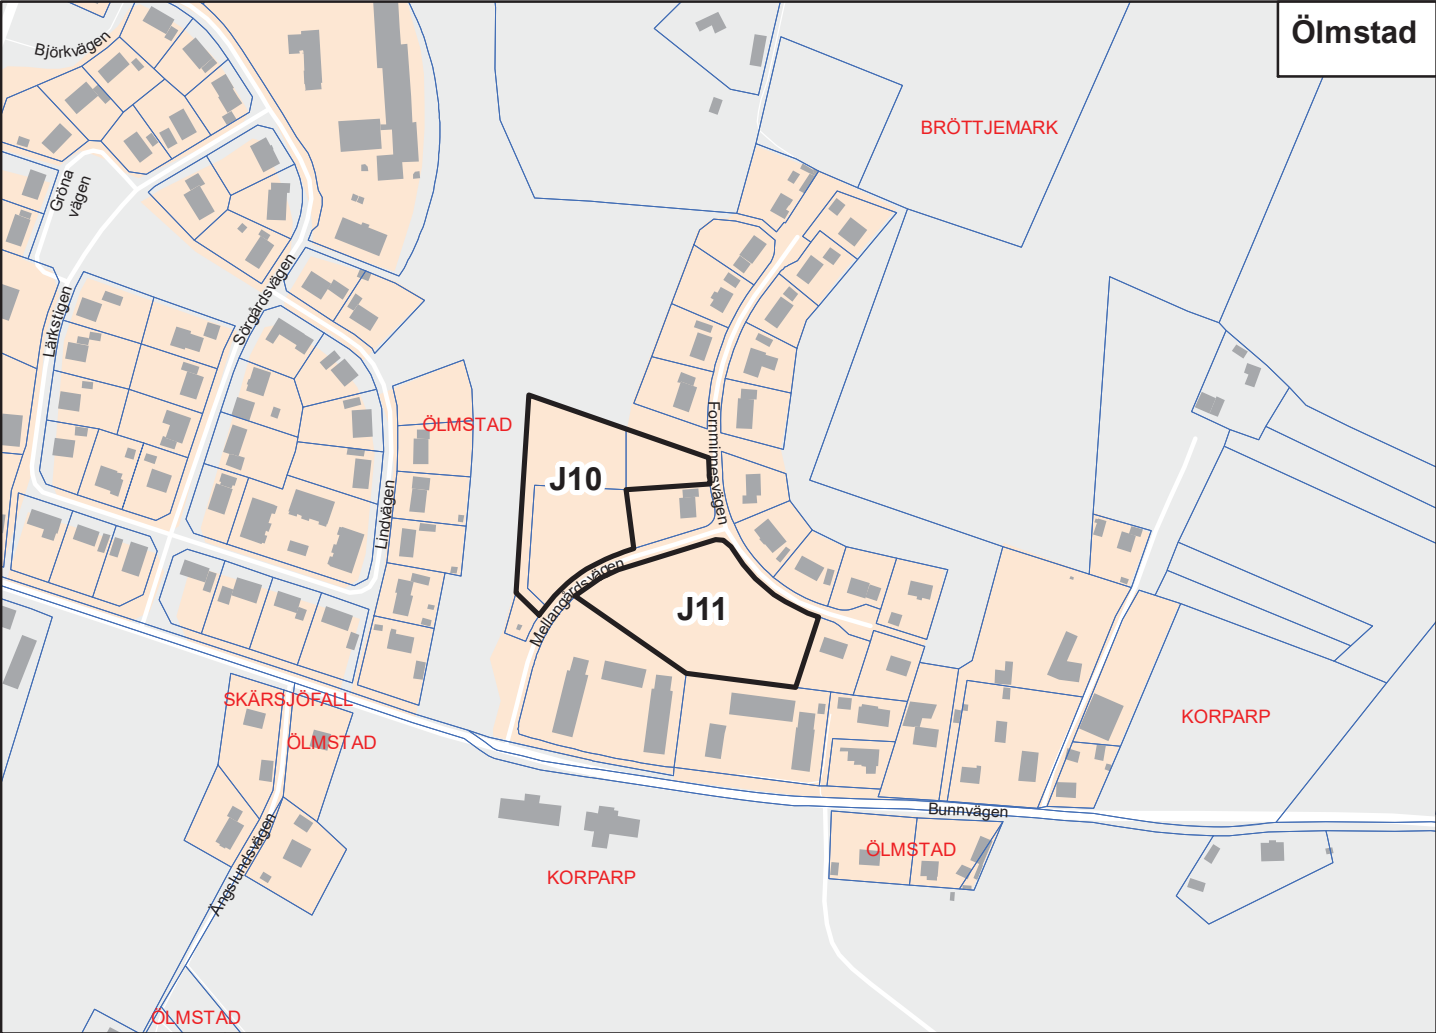 Ölmstad
Björkvägen
BRÖTTJEMARK
Gröna
vägen
Sörgårdsvägen
Lärkstigen
ÖLMSTAD
Fornminnesvägen
J10
Lindvägen
Mellangårdsvägen
J11
SKÄRSJÖFALL
ÖLMSTAD
KORPARP
Bunnvägen
ÖLMSTAD
Ängslundsvägen
KORPARP
ÖLMSTAD